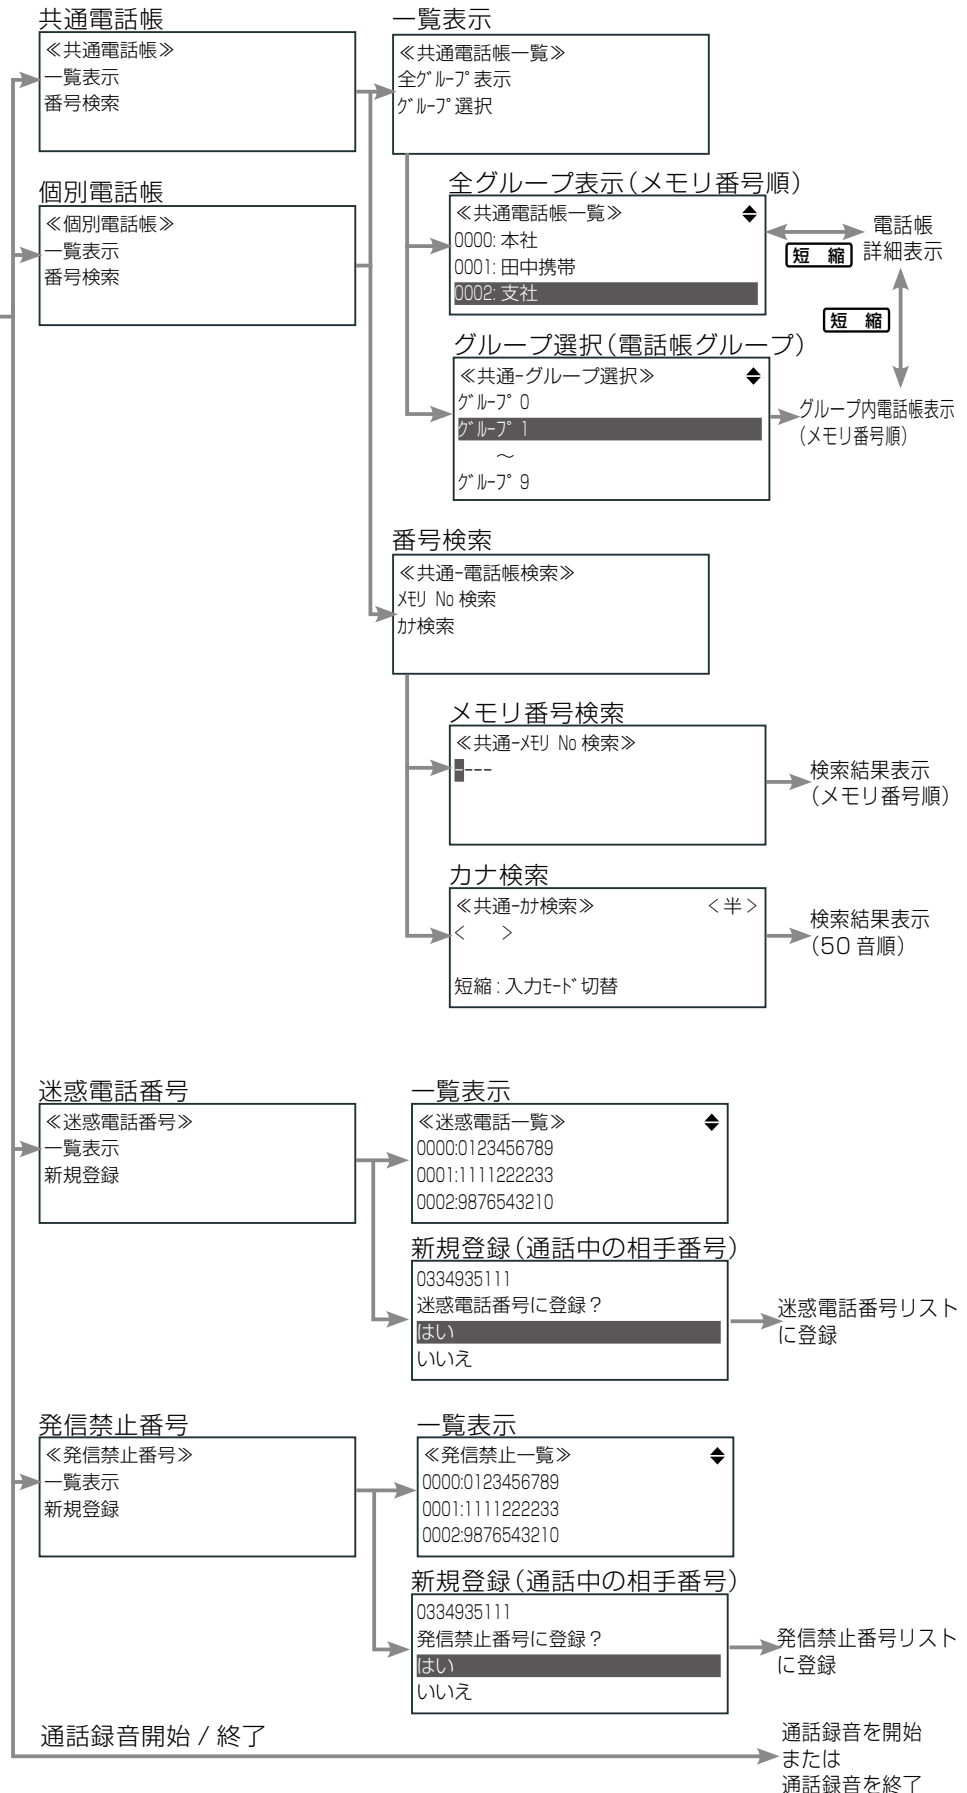 共通電話帳
≪共通電話帳≫
一覧表示
番号検索
一覧表示
≪共通電話帳一覧≫
全ｸﾞﾙｰﾌﾟ表示
ｸﾞﾙｰﾌﾟ選択
個別電話帳
≪個別電話帳≫
一覧表示
番号検索
全グループ表示（メモリ番号順）
≪共通電話帳一覧≫
0000: 本社
0001: 田中携帯
0002: 支社
電話帳
詳細表示
短　縮
短　縮
グループ選択（電話帳グループ）
≪共通-グループ選択≫
ｸﾞﾙｰﾌﾟ 0
ｸﾞﾙｰﾌﾟ 1
～
ｸﾞﾙｰﾌﾟ 9
グループ内電話帳表示
（メモリ番号順）
番号検索
≪共通-電話帳検索≫
ﾒﾓﾘ No 検索
ｶﾅ検索
メモリ番号検索
≪共通-ﾒﾓﾘ No 検索≫
----
検索結果表示
（メモリ番号順）
カナ検索
≪共通-ｶﾅ検索≫　＜半＞
＜　＞
短縮 : 入力ﾓｰﾄﾞ切替
検索結果表示
（50 音順）
迷惑電話番号
≪迷惑電話番号≫
一覧表示
新規登録
一覧表示
≪迷惑電話一覧≫
0000:0123456789
0001:1111222233
0002:9876543210
新規登録（通話中の相手番号）
0334935111
迷惑電話番号に登録？
はい
いいえ
迷惑電話番号リスト
に登録
発信禁止番号
≪発信禁止番号≫
一覧表示
新規登録
一覧表示
≪発信禁止一覧≫
0000:0123456789
0001:1111222233
0002:9876543210
新規登録（通話中の相手番号）
0334935111
発信禁止番号に登録？
はい
いいえ
発信禁止番号リスト
に登録
通話録音開始 / 終了
通話録音を開始
または
通話録音を終了